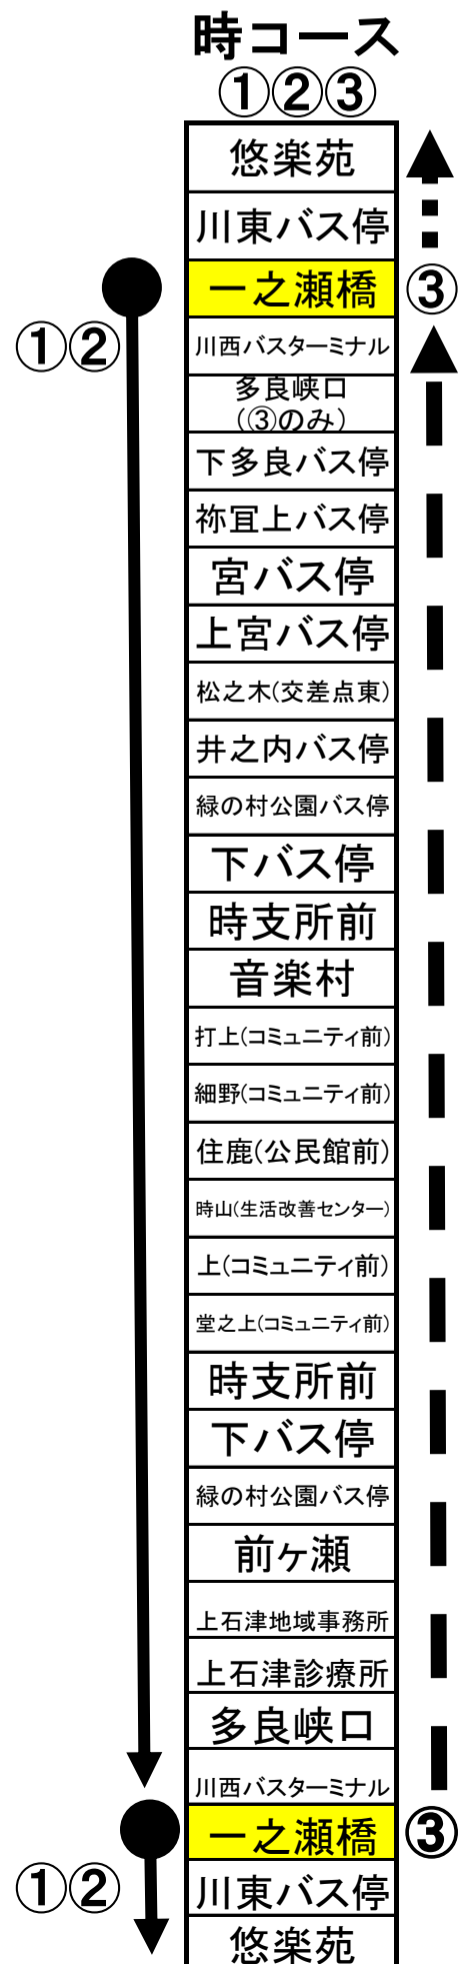 時コース
①②③
悠楽苑
川東バス停
一之瀬橋
③
①②
川西バスターミナル
多良峡口
(③のみ)
下多良バス停
祢冝上バス停
宮バス停
上宮バス停
松之木(交差点東)
井之内バス停
緑の村公園バス停
下バス停
時支所前
音楽村
打上(コミュニティ前)
細野(コミュニティ前)
住鹿(公民館前)
時山(生活改善センター)
上(コミュニティ前)
堂之上(コミュニティ前)
時支所前
下バス停
緑の村公園バス停
前ヶ瀬
上石津地域事務所
上石津診療所
多良峡口
川西バスターミナル
一之瀬橋
③
①②
川東バス停
悠楽苑